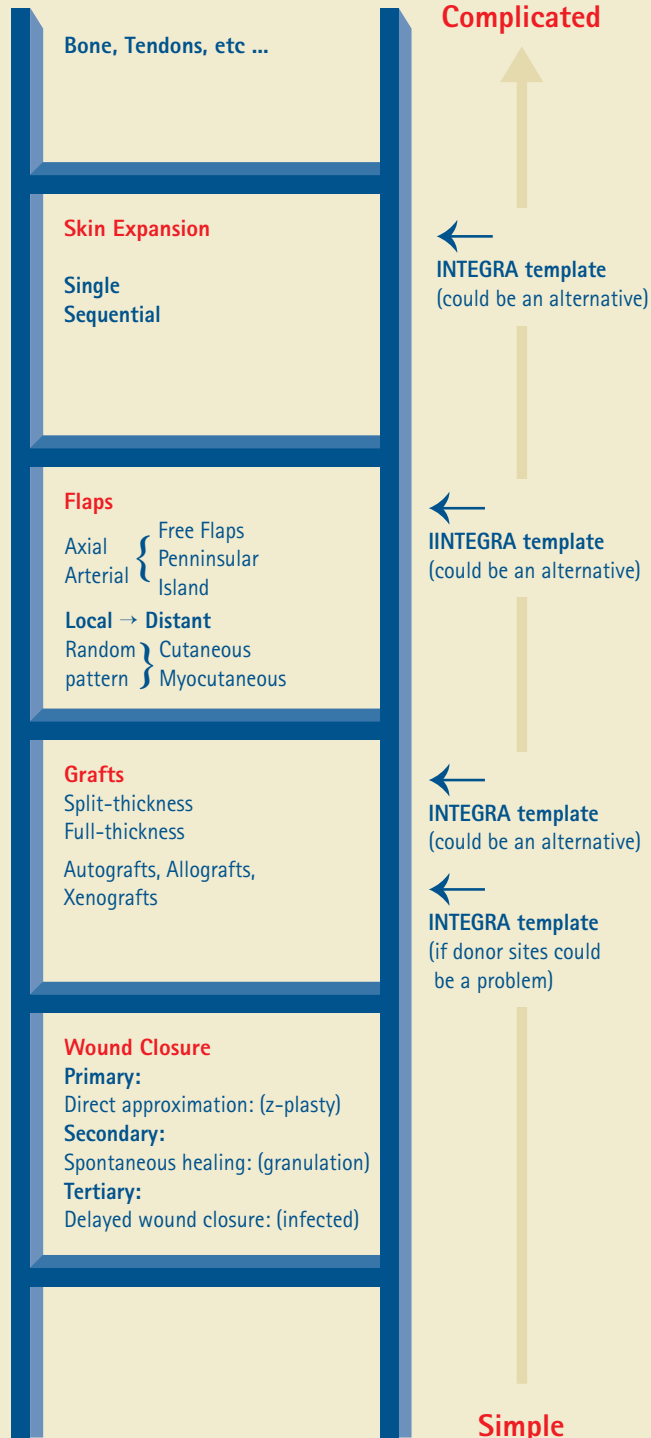 Complicated
Bone, Tendons, etc ...
Skin Expansion
Single
Sequential
INTEGRA template
(could be an alternative)
Flaps
Axial
Arterial
{
Free Flaps
Penninsular
Island
Local → Distant
Random
pattern
}
Cutaneous
Myocutaneous
IINTEGRA template
(could be an alternative)
Grafts
Split-thickness
Full-thickness
Autografts, Allografts,
Xenografts
INTEGRA template
(could be an alternative)
INTEGRA template
(if donor sites could
be a problem)
Wound Closure
Primary:
Direct approximation: (z-plasty)
Secondary:
Spontaneous healing: (granulation)
Tertiary:
Delayed wound closure: (infected)
Simple